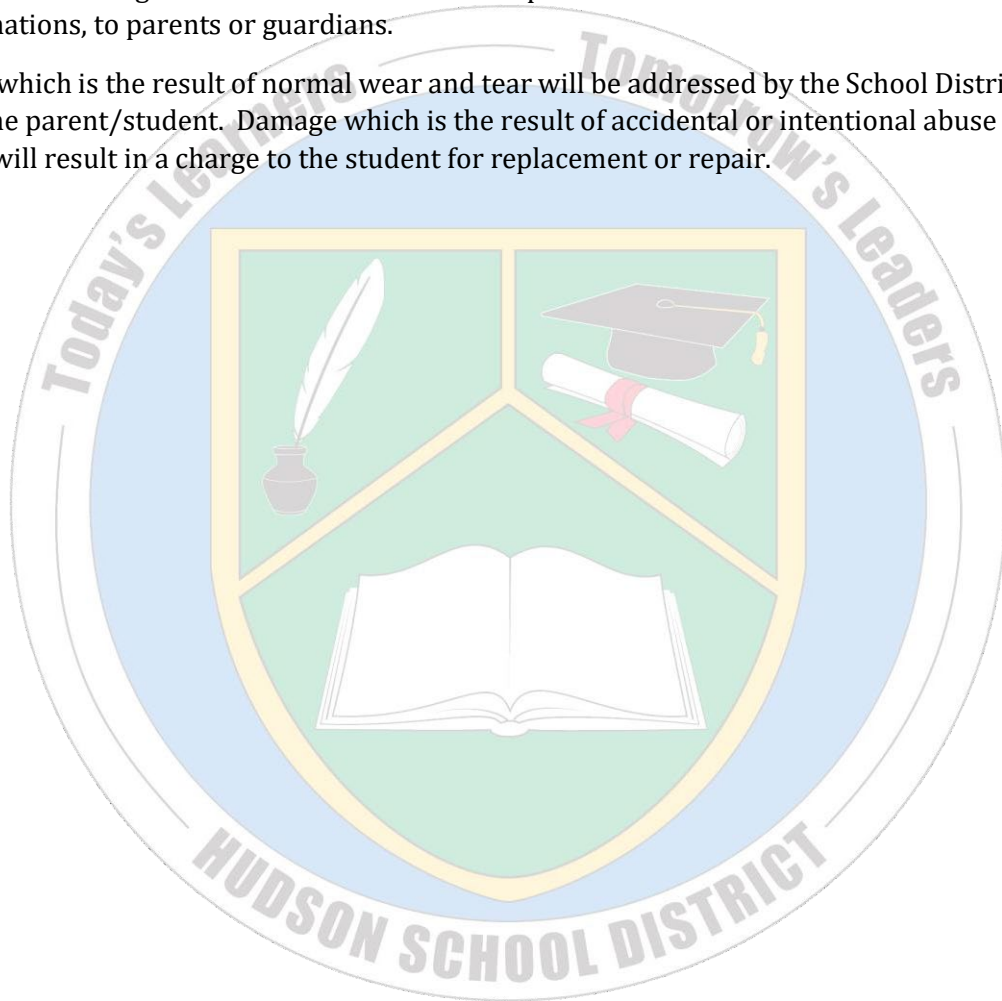 nations, to parents or guardians.
which is the result of normal wear and tear will be addressed by the School Distri
he parent/student. Damage which is the result of accidental or intentional abuse
will result in a charge to the student for replacement or repair.
Today's Learners Tomorrow's Leaders
HUDSON SCHOOL DISTRICT